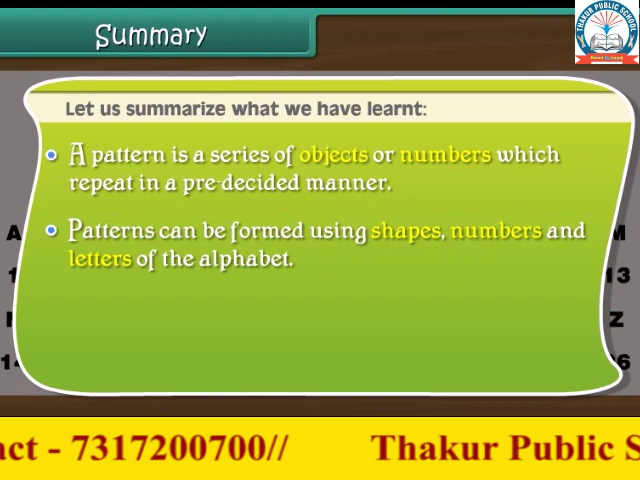 Summary
THAKUR PUBLIC SCHOOL
Let us summarize what we have learnt:
A pattern is a series of objects or numbers which
repeat in a pre-decided manner.
Patterns can be formed using shapes, numbers and
letters of the alphabet.
A
M
13
Z
act - 7317200700// Thakur Public S